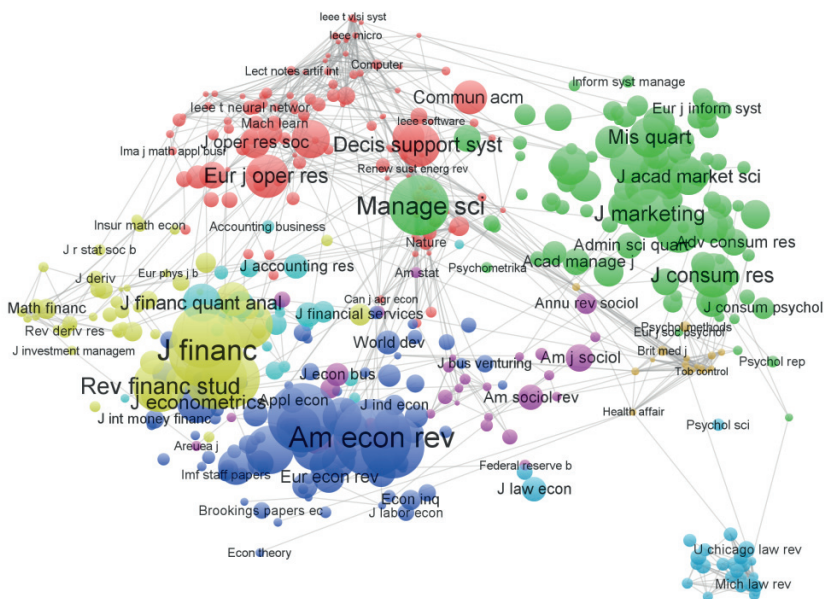 Ieee t vlsi syst
Ieee micro
Computer
Lect notes artif int
Inform syst manage
Commun acm
Eur j inform syst
Ieee t neural networ
Mach learn
Ieee software
Mis quart
J oper res soc
Decis support syst
Ima j math appl busi
Renew sust energ rev
Eur j oper res
J acad market sci
Manage sci
J marketing
Insur math econ
Accounting business
Nature
Admin sci quart
Adv consum res
J r stat soc b
Acad manage j
Eur phys j b
J accounting res
Am stat
Psychometrika
J deriv
J consum res
Math financ
J financ quant anal
Can j agr econ
Annu rev sociol
J consum psychol
J financial services
Rev deriv res
Psychol methods
Eur j soc psychol
World dev
J investment managem
J financ
Brit med j
J bus venturing
Am j sociol
Psychol rep
J econ bus
Tob control
Rev financ stud
Appl econ
Am sociol rev
J econometrics
J ind econ
Health affair
J int money financ
Psychol sci
Am econ rev
Areuea j
Federal reserve b
Imf staff papers
Eur econ rev
J law econ
Econ inq
Brookings papers ec
J labor econ
Econ theory
U chicago law rev
Mich law rev